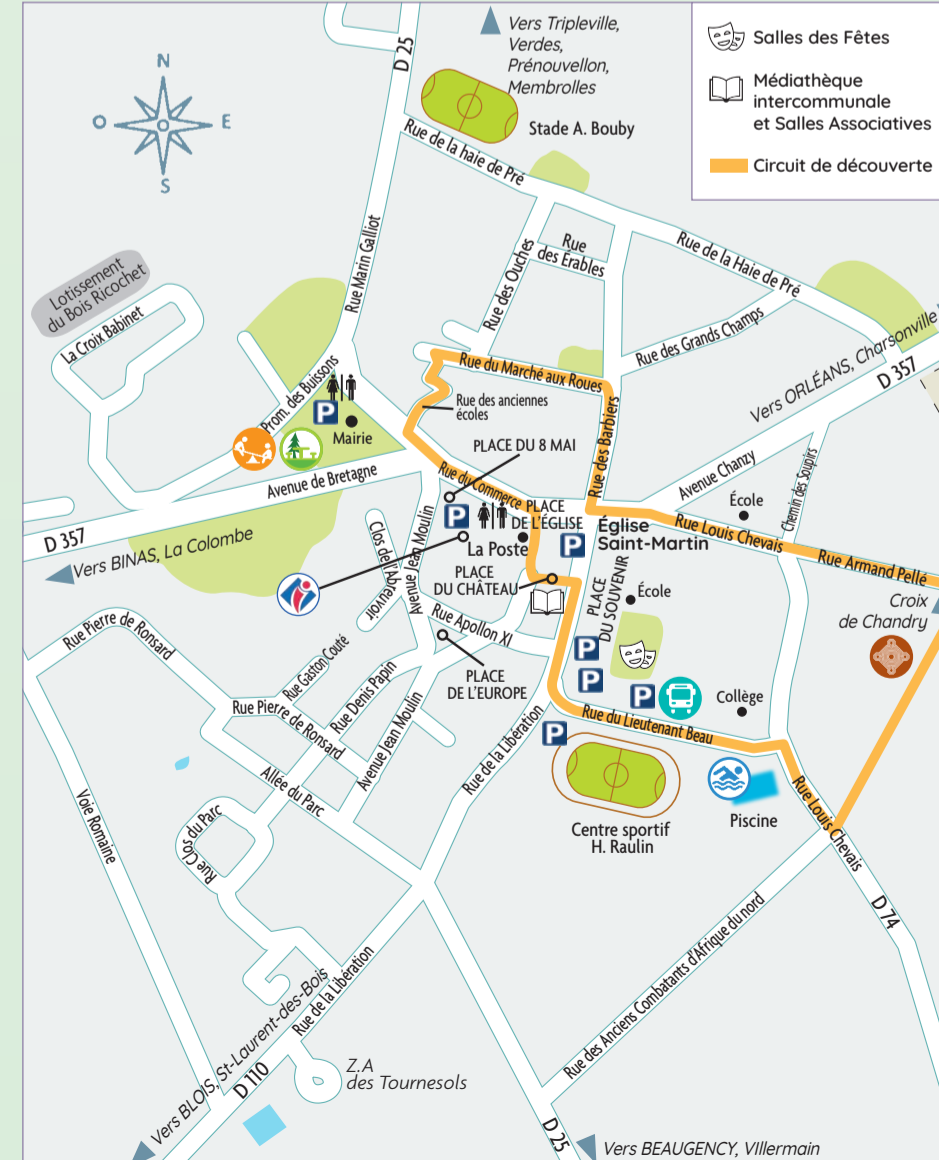 Vers Tripleville,
Verdes,
Prénouvellon,
Membrolles
D 25
Salles des Fêtes
Médiathèque
intercommunale
et Salles Associatives
Circuit de découverte
N
O
E
S
Stade A. Bouby
Rue de la haie de Pré
Rue Marin Galliot
Rue
des Érables
Rue des Ouches
Rue de la Haie de Pré
Lotissement
du Bois Ricochet
La Croix Babinet
Rue des Grands Champs
Vers ORLÉANS, Charsonville
D 357
Rue du Marché aux Roues
Prom. des Buissons
P
Mairie
Rue des anciennes
écoles
Rue des Barbiers
PLACE DU 8 MAI
Avenue de Bretagne
Rue du Commerce
Avenue Chanzy
Chemin des Soupirs
École
D 357
Vers BINAS, La Colombe
P
PLACE
DE L'ÉGLISE
La Poste
P
Église
Saint-Martin
Rue Louis Chevais
Rue Armand Pellé
Clos de l'Abreuvoir
Avenue Jean Moulin
PLACE
DU CHÂTEAU
PLACE
DU SOUVENIR
École
Croix
de Chandry
Rue Apollon XI
Rue Pierre de Ronsard
Rue Gaston Couté
PLACE
DE L'EUROPE
P
P
P
Collège
Rue Denis Papin
Rue Pierre de Ronsard
Avenue Jean Moulin
Rue de la Libération
P
Rue du Lieutenant Beau
Allée du Parc
Voie Romaine
Rue Clos du Parc
Centre sportif
H. Raulin
Piscine
Rue Louis Chevais
D 74
Rue des Anciens Combatants d'Afrique du nord
Rue de la Libération
Vers BLOIS, St-Laurent-des-Bois
D 110
Z.A
des Tournesols
D 25
Vers BEAUGENCY, VIllermain